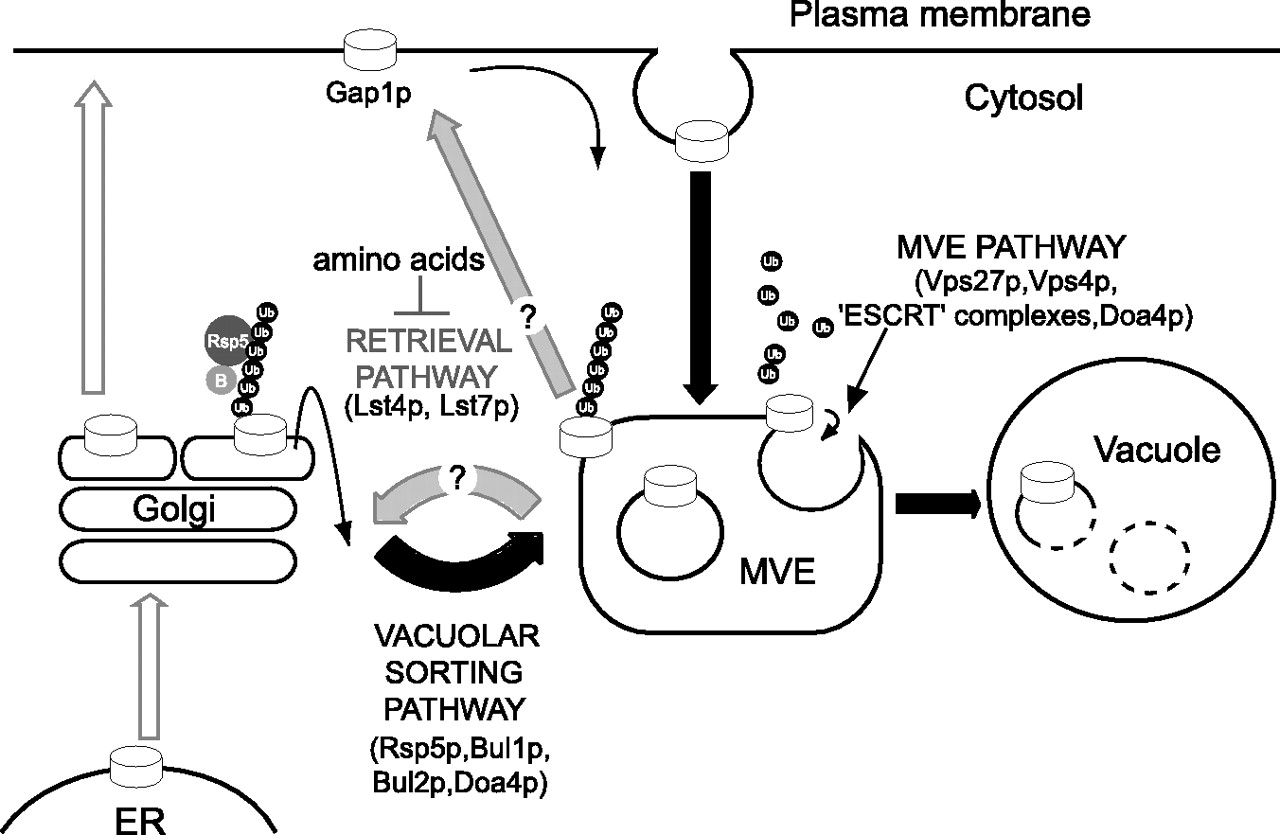 Plasma membrane
Gap1p
Cytosol
amino acids
MVE PATHWAY
(Vps27p,Vps4p,
'ESCRT' complexes,Doa4p)
Ub
Ub
Ub
Ub
Ub
Ub
?
RETRIEVAL
PATHWAY
(Lst4p, Lst7p)
Rsp5
B
Ub
Ub
Ub
Ub
Ub
Ub
Ub
Ub
Ub
Ub
Ub
Ub
Golgi
?
MVE
Vacuole
VACUOLAR
SORTING
PATHWAY
(Rsp5p,Bul1p,
Bul2p,Doa4p)
ER